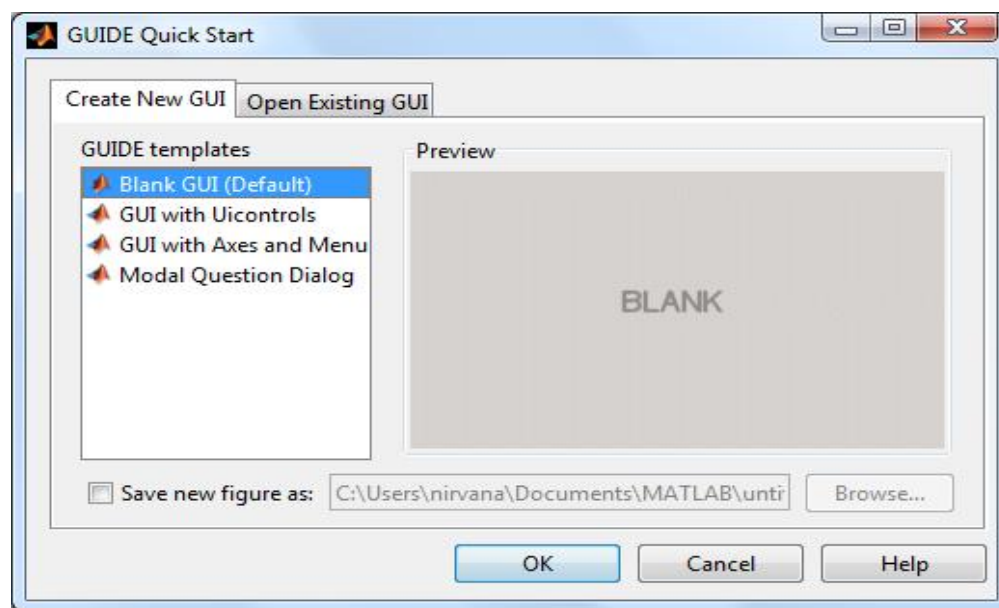 GUIDE Quick Start
Create New GUI
Open Existing GUI
GUIDE templates
Blank GUI (Default)
GUI with Uicontrols
GUI with Axes and Menu
Modal Question Dialog
Preview
BLANK
Save new figure as:
C:\Users\nirvana\Documents\MATLAB\unti
Browse...
OK
Cancel
Help